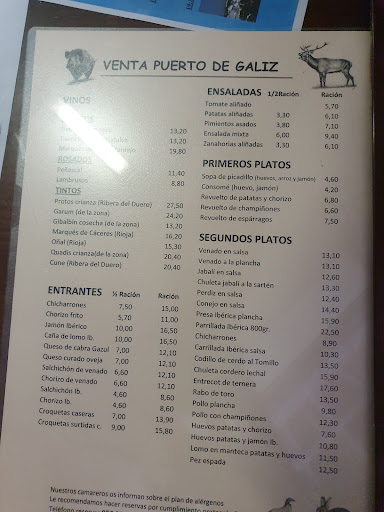 VENTA PUERTO DE GALIZ
VINOS
13,20
13,20
19,80
ROSADOS
Peñascal 11,40
Lambrusco 8,80
TINTOS
Protos crianza (Ribera del Duero) 27,50
Garum (de la zona) 24,20
Gibalbín cosecha (de la zona) 13,20
Marqués de Cáceres (Rioja) 16,20
Oñal (Rioja) 15,30
Quadis crianza(de la zona) 20,40
Cune (Ribera del Duero) 20,40
ENTRANTES ½ Ración Ración
Chicharrones 7,50 15,00
Chorizo frito 5,70 11,00
Jamón Ibérico 10,00 16,50
Caña de lomo Ib. 10,00 16,50
Queso de cabra Gazul 7,00 12,10
Queso curado oveja 7,00 12,10
Salchichón de venado 6,60 12,10
Chorizo de venado 6,60 12,10
Salchichón Ib. 4,60 8,60
Chorizo Ib. 4,60 8,60
Croquetas caseras 7,00 13,90
Croquetas surtidas c. 9,00 15,80
ENSALADAS 1/2Ración Ración
Tomate aliñado 5,70
Patatas aliñadas 3,30 6,10
Pimientos asados 3,80 7,10
Ensalada mixta 6,00 9,40
Zanahorias aliñadas 3,30 6,10
PRIMEROS PLATOS
Sopa de picadillo (huevos, arroz y jamón) 4,60
Consomé (huevo, jamón) 4,20
Revuelto de patatas y chorizo 6,80
Revuelto de champiñones 6,60
Revuelto de espárragos 7,50
SEGUNDOS PLATOS
Venado en salsa 13,10
Venado a la plancha 13,10
Jabalí en salsa 12,10
Chuleta jabalí a la sartén 13,10
Perdiz en salsa 12,40
Conejo en salsa 14,40
Presa Ibérica plancha 15,90
Parrillada Ibérica 800gr. 22,50
Chicharrones 8,90
Carrillada ibérica salsa 10,30
Codillo de cerdo al Tomillo 13,50
Chuleta cordero lechal 15,90
Entrecot de ternera 17,60
Rabo de toro 13,50
Pollo plancha 9,80
Pollo con champiñones 12,30
Huevos patatas y chorizo 7,60
Huevos patatas y jamón Ib. 10,80
Lomo en manteca patatas y huevos 11,50
Pez espada 12,50
Nuestros camareros os informan sobre el plan de alérgenos
Le recomendamos hacer reservas por cumplimiento